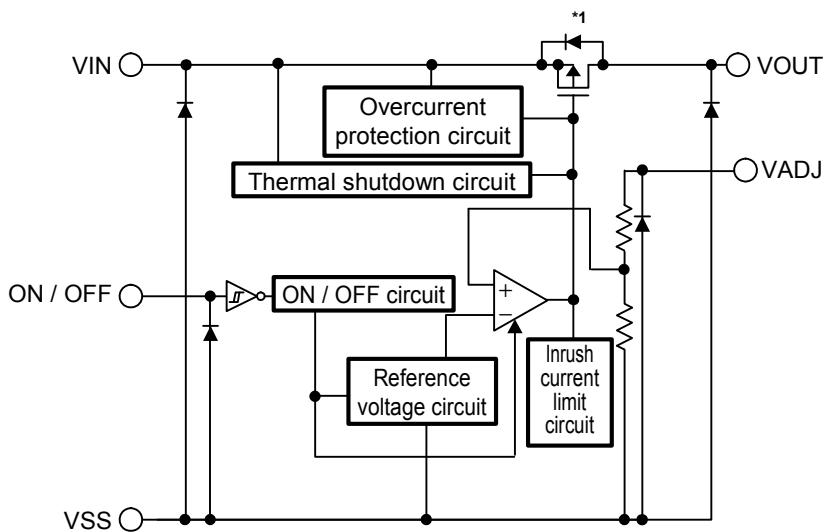 *1
VIN
VOUT
Overcurrent
protection circuit
Thermal shutdown circuit
VADJ
ON / OFF
ON / OFF circuit
+
−
Reference
voltage circuit
Inrush
current
limit
circuit
VSS